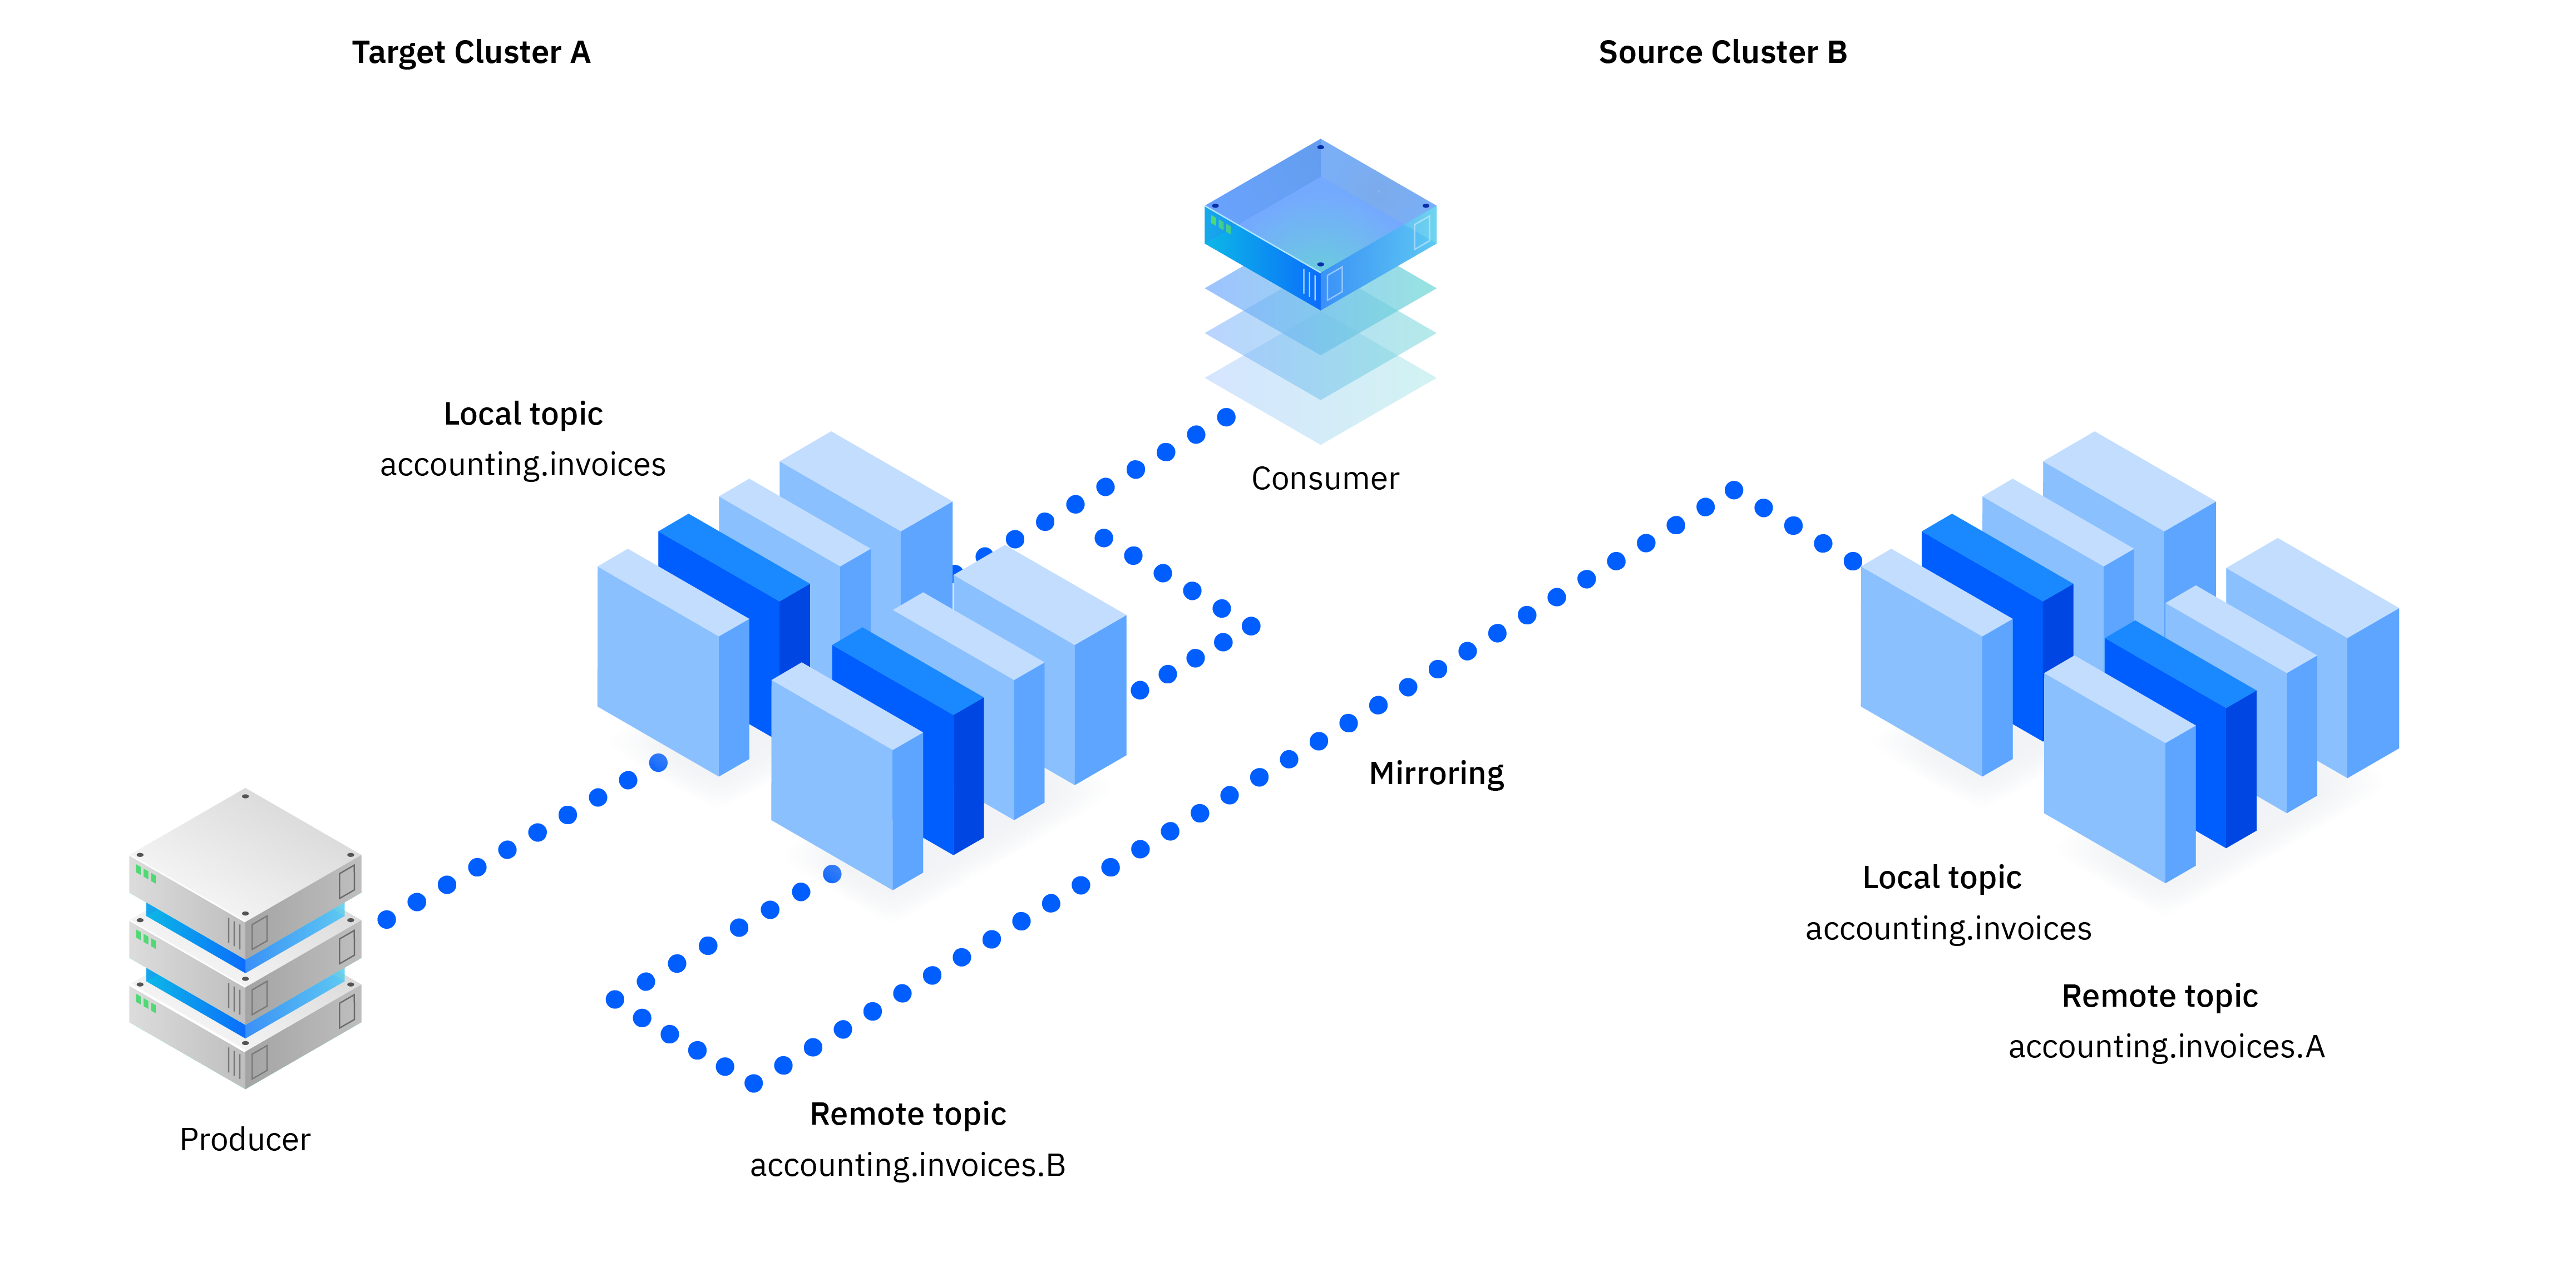 Target Cluster A
Source Cluster B
Local topic
accounting.invoices
Consumer
Mirroring
Local topic
accounting.invoices
Remote topic
accounting.invoices.A
Producer
Remote topic
accounting.invoices.B